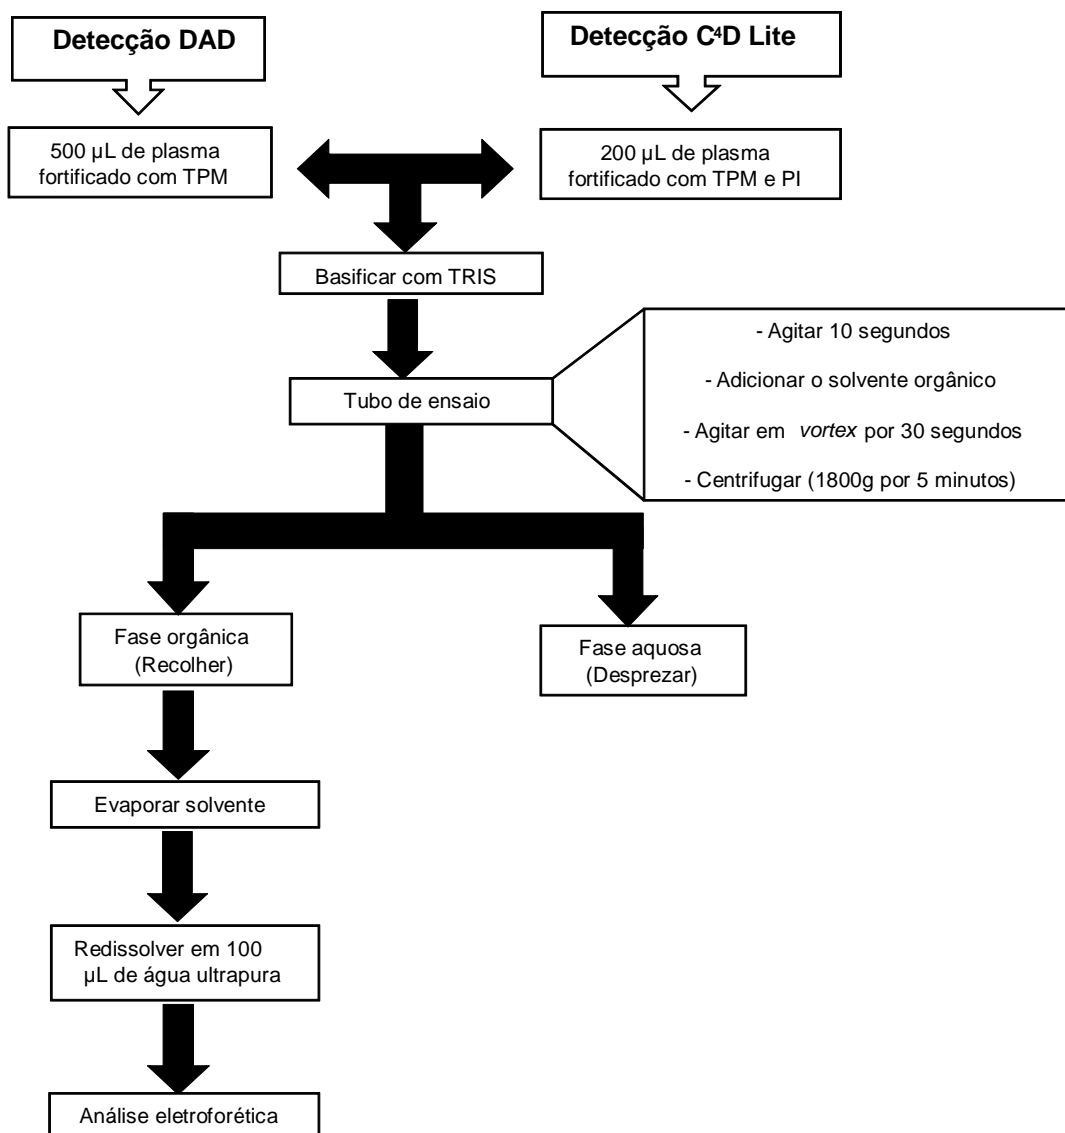 Detecção DAD
Detecção C⁴D Lite
500 µL de plasma
fortificado com TPM
200 µL de plasma
fortificado com TPM e PI
Basificar com TRIS
Tubo de ensaio
- Agitar 10 segundos
- Adicionar o solvente orgânico
- Agitar em vortex por 30 segundos
- Centrifugar (1800g por 5 minutos)
Fase orgânica
(Recolher)
Fase aquosa
(Desprezar)
Evaporar solvente
Redissolver em 100
µL de água ultrapura
Análise eletroforética